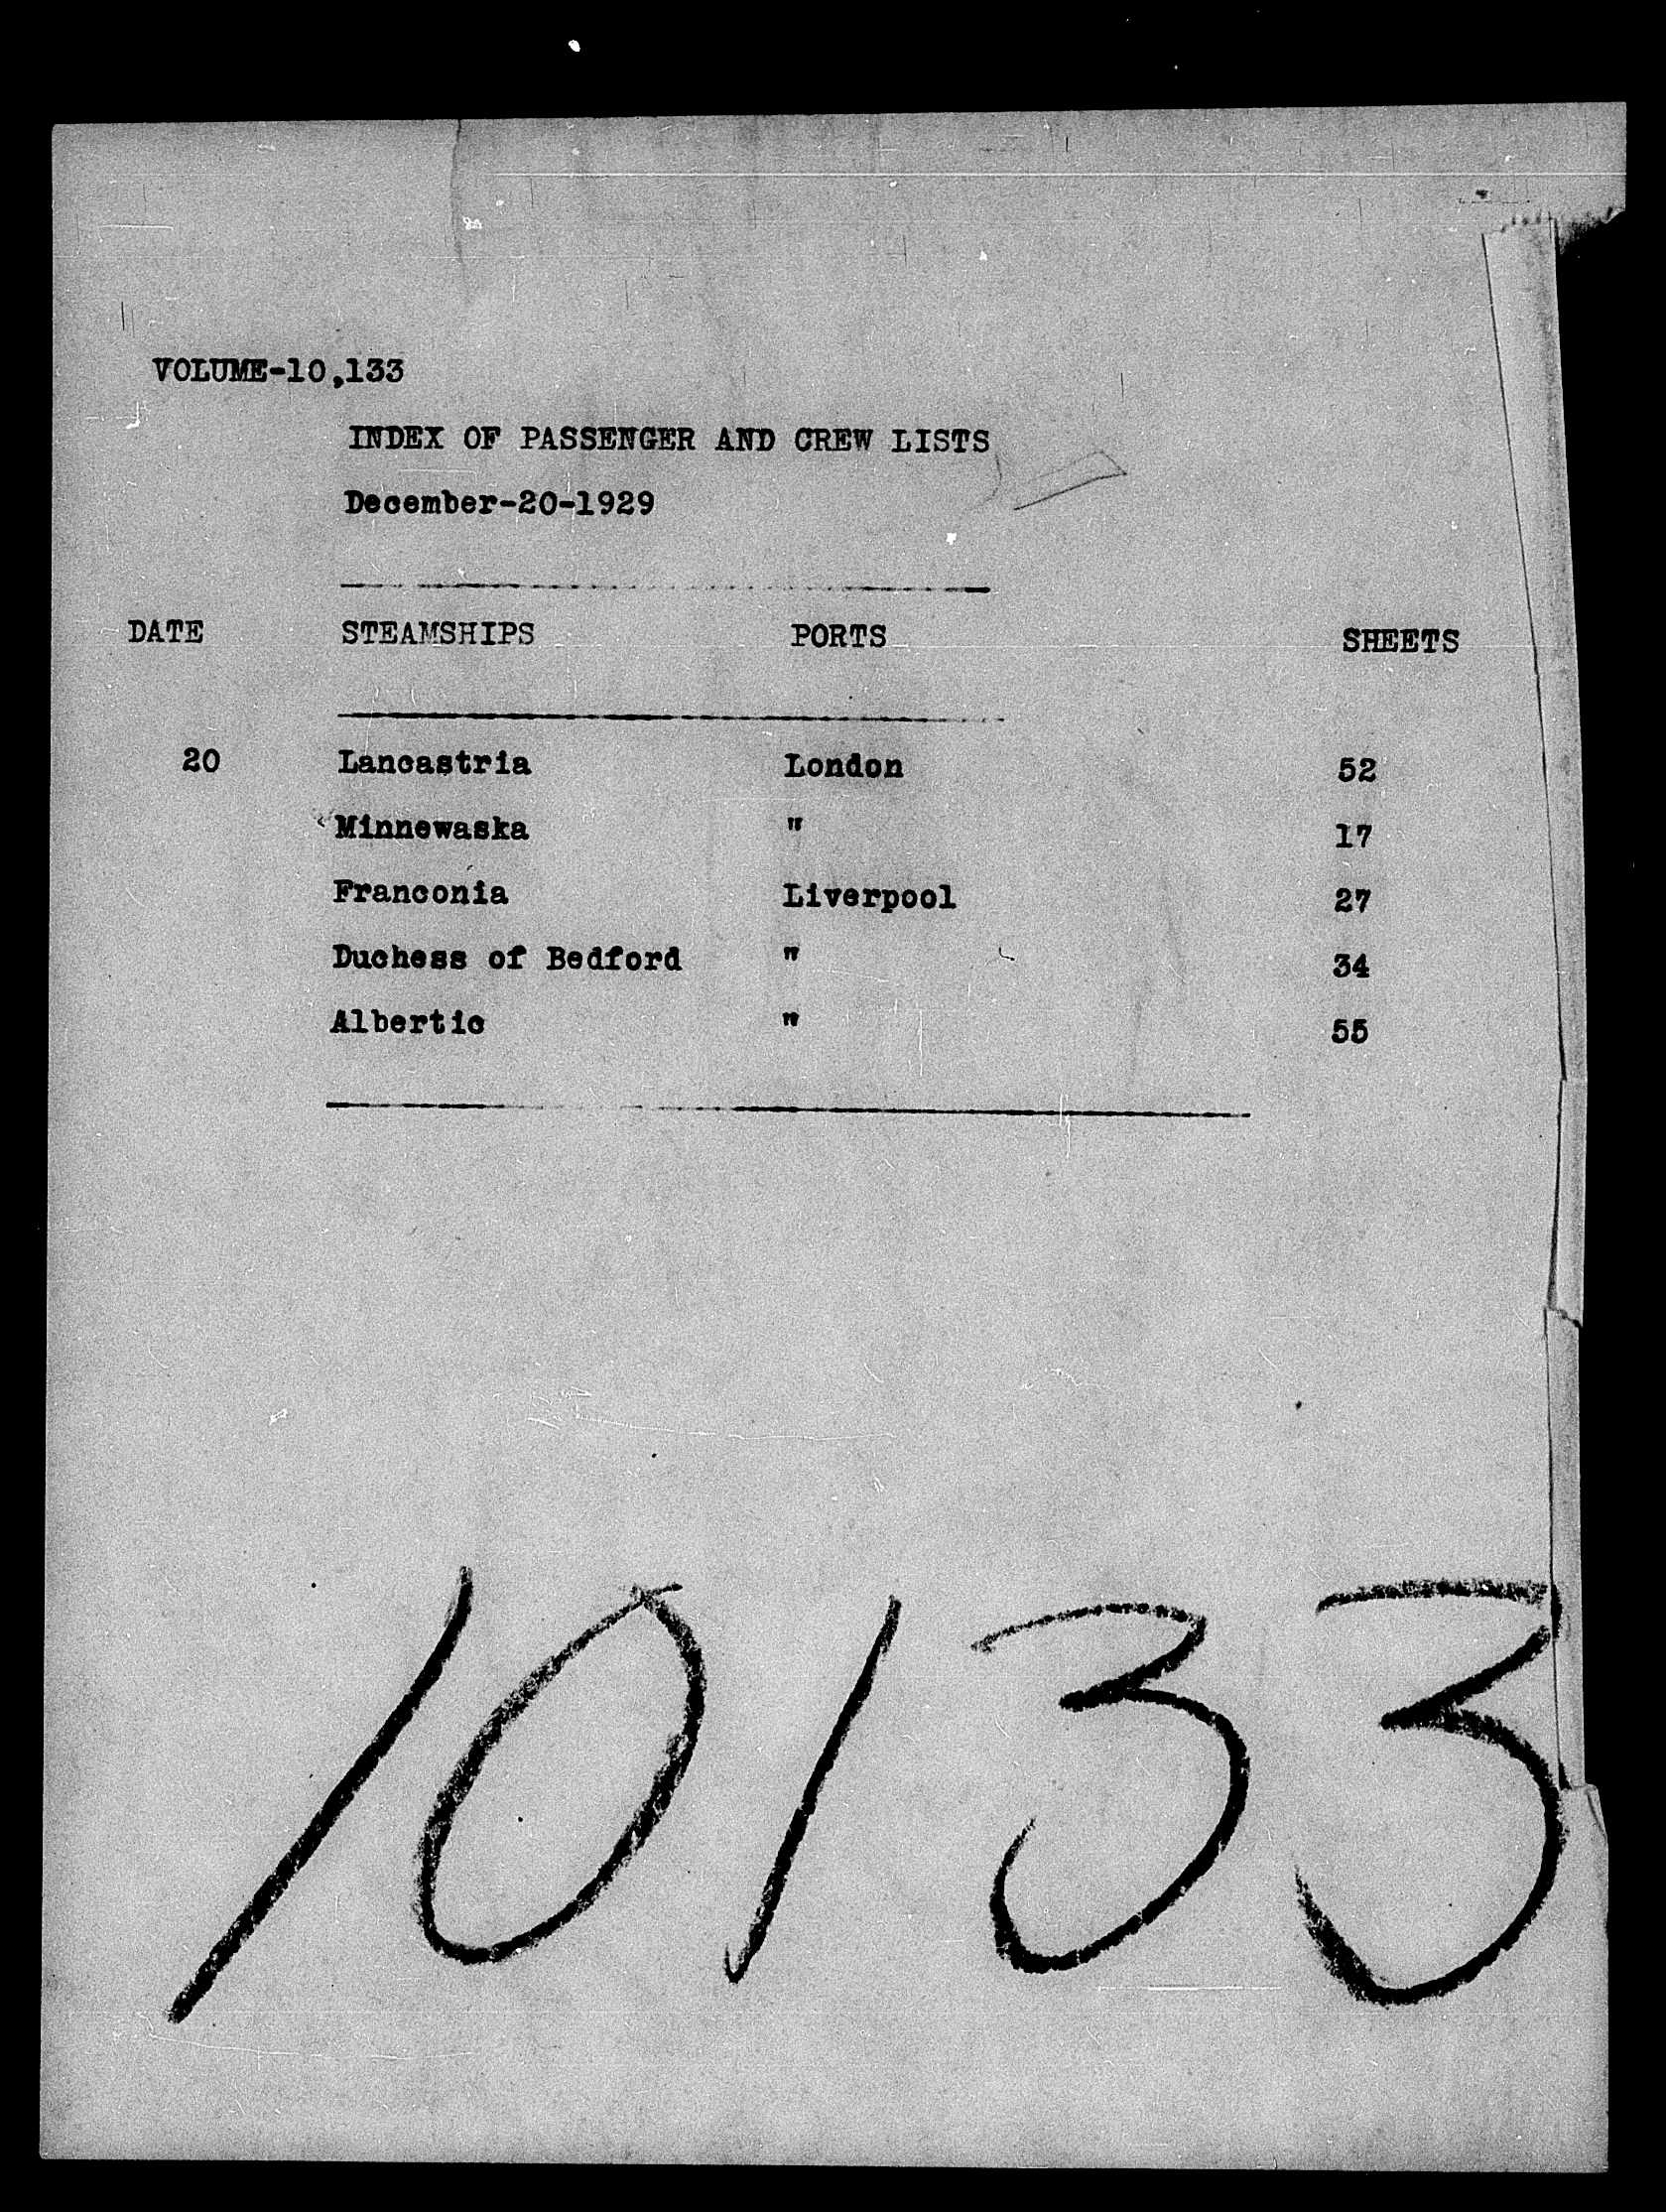 VOLUME-10,133
INDEX OF PASSENGER AND CREW LISTS
December-20-1929
DATE STEAMSHIPS PORTS SHEETS
20 Lancastria London 52
Minnewaska " 17
Franconia Liverpool 27
Duchess of Bedford " 34
Albertic " 55
10133